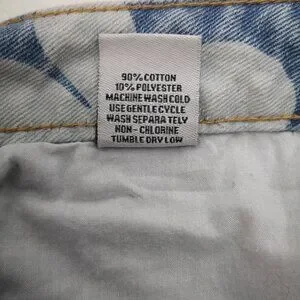 90% COTTON
10% POLYESTER
MACHINE WASH COLD
USE GENTLE CYCLE
WASH SEPARA TELY
NON - CHLORINE
TUMBLE DRY LOW